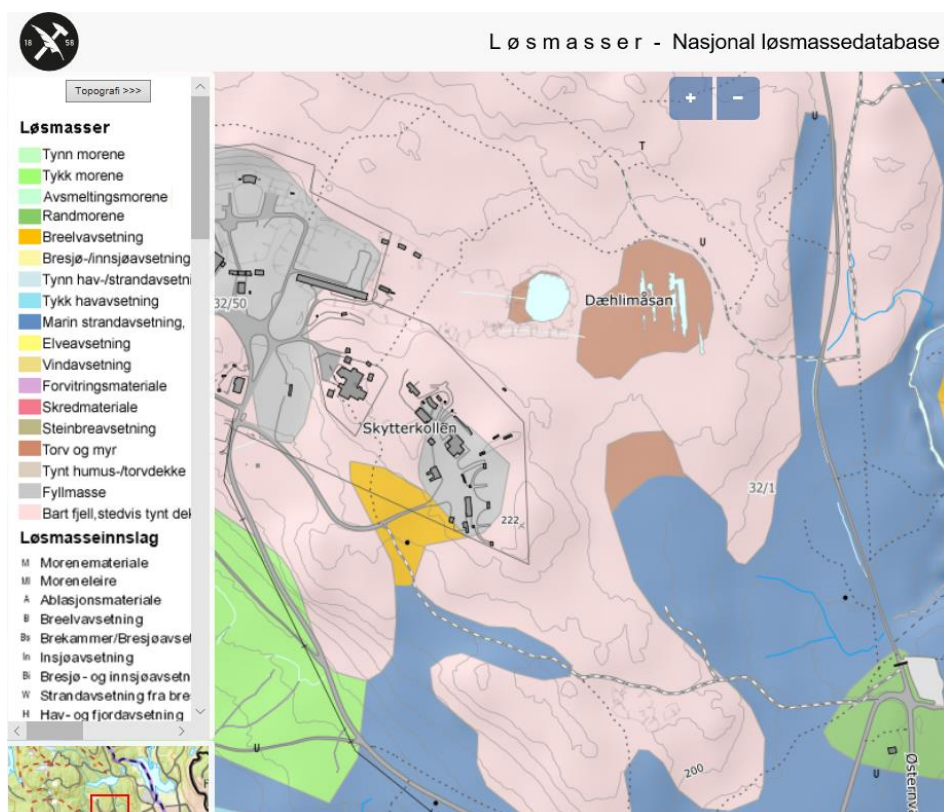 18 58
Løsmasser - Nasjonal løsmassedatabase
Topografi >>>
Løsmasser
Tynn morene
Tykk morene
Avsmeltingsmorene
Randmorene
Breelvavsetning
Bresjø-/innsjøavsetning
Tynn hav-/strandavsetni
Tykk havavsetning
Marin strandavsetning,
Elveavsetning
Vindavsetning
Forvitringsmateriale
Skredmateriale
Steinbreavsetning
Torv og myr
Tynt humus-/torvdekke
Fyllmasse
Bart fjell,stedvis tynt dek
Løsmasseinnslag
M Morenemateriale
Ml Moreneleire
A Ablasjonsmateriale
B Breelvavsetning
Bs Brekammer/Bresjøavset
In Insjøavsetning
Bi Bresjø- og innsjøavsetn
W Strandavsetning fra bre
H Hav- og fjordavsetning
+ −
U
T
U
32/50
Dæhlimåsan
Skytterkollen
32/1
222
U
200
U
Østernv